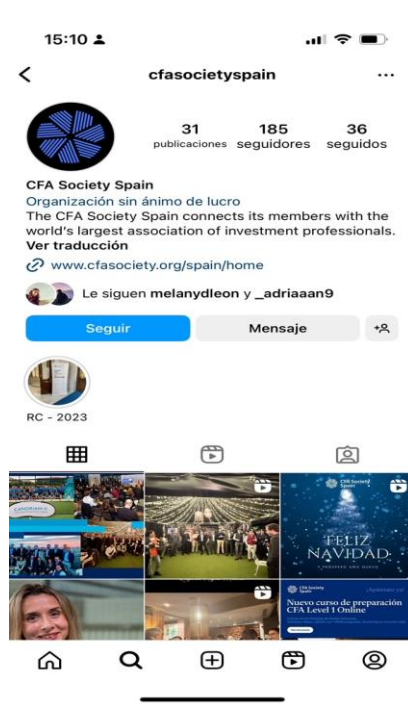 15:10
cfasocietyspain
31 185 36
publicaciones seguidores seguidos
CFA Society Spain
Organización sin ánimo de lucro
The CFA Society Spain connects its members with the
world's largest association of investment professionals.
Ver traducción
www.cfasociety.org/spain/home
Le siguen melanydleon y _adriaaan9
Seguir Mensaje
RC - 2023
CFA Society
Spain
FELIZ
NAVIDAD
CFA Society
Spain
Nuevo curso de preparación
CFA Level 1 Online